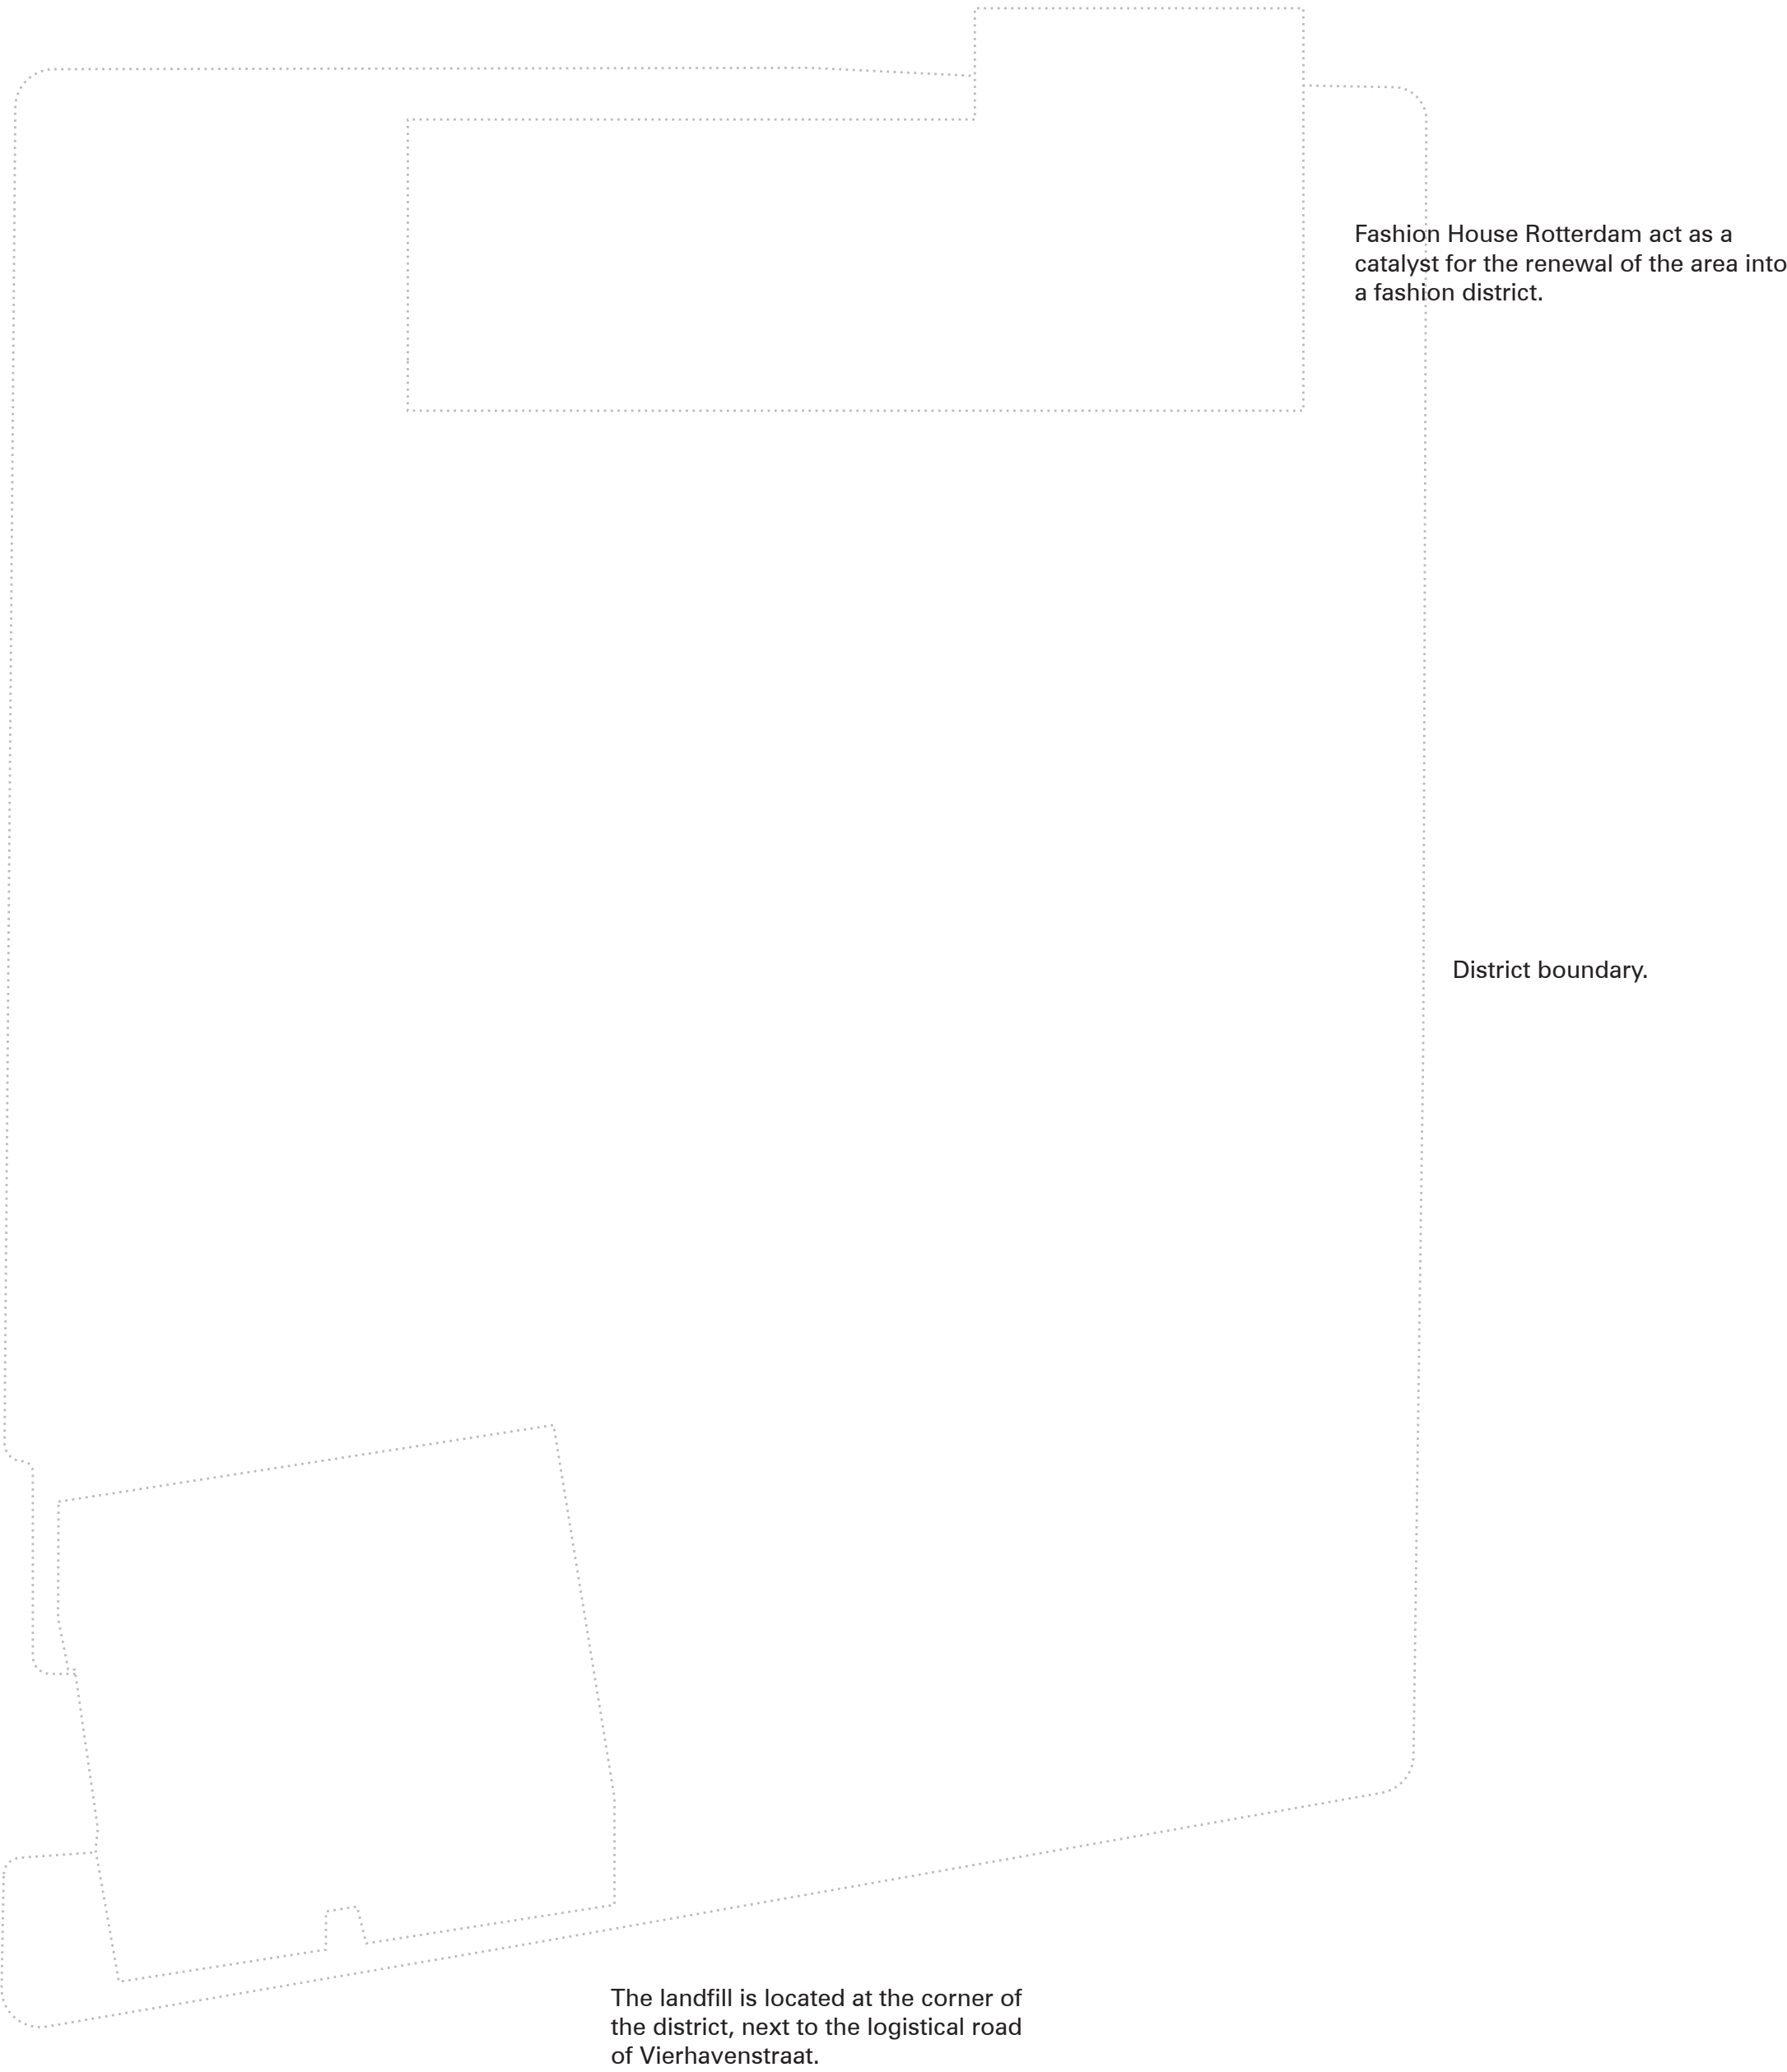 Fashion House Rotterdam act as a
catalyst for the renewal of the area into
a fashion district.
District boundary.
The landfill is located at the corner of
the district, next to the logistical road
of Vierhavenstraat.